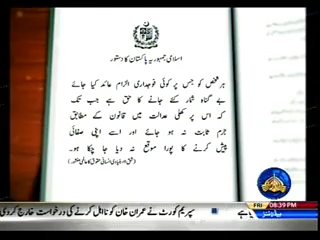 اسلامی جمہوریہ پاکستان کا دستور
ہر شخص کو جس پر کوئی فوجداری الزام عائد کیا جائے
بے گناہ شمار کئے جانے کا حق ہے جب تک
کہ اس پر کھلی عدالت میں قانون کے مطابق
جرم ثابت نہ ہو جائے اور اسے اپنی صفائی
پیش کرنے کا پورا موقع نہ دیا جا چکا ہو۔
FRI 08:39 PM
سپریم کورٹ نے عمران خان کو نااہل کرنے کی درخواست خارج کردی